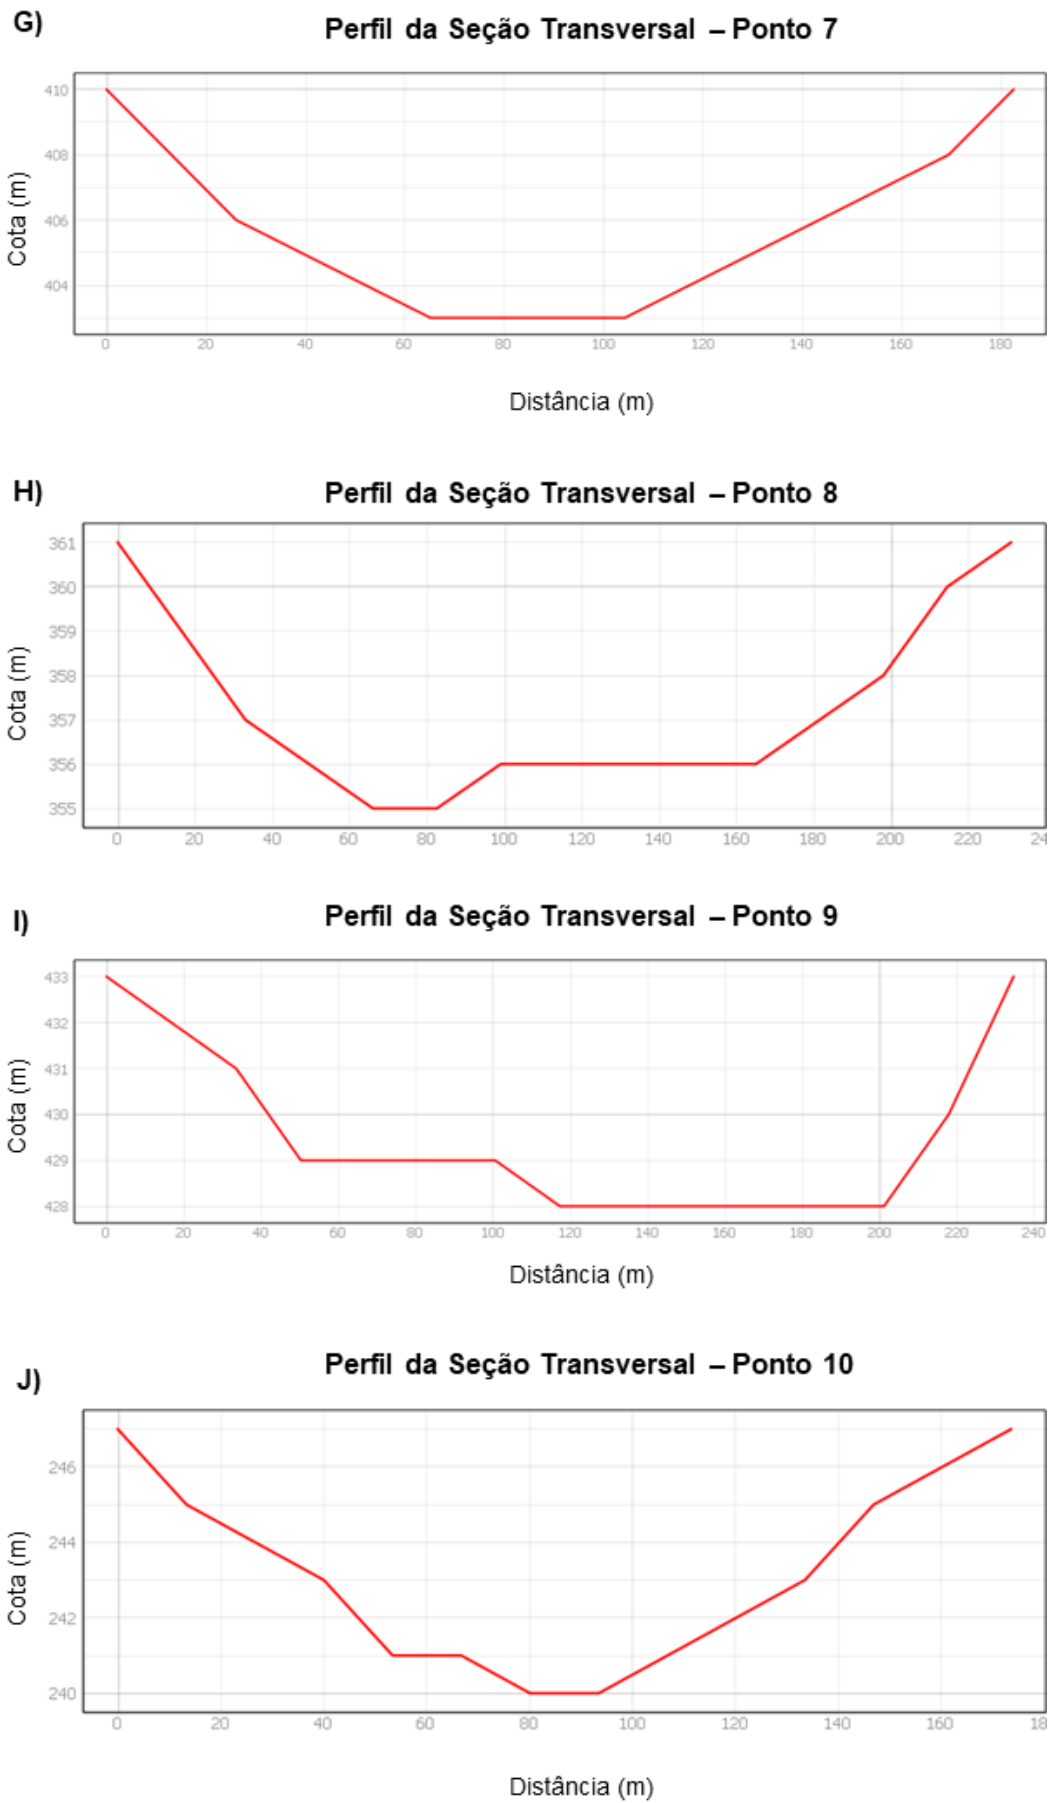 G)
Perfil da Seção Transversal – Ponto 7
410
408
406
404
Cota (m)
0 20 40 60 80 100 120 140 160 180
Distância (m)
H)
Perfil da Seção Transversal – Ponto 8
361
360
359
358
357
356
355
Cota (m)
0 20 40 60 80 100 120 140 160 180 200 220 24
I)
Perfil da Seção Transversal – Ponto 9
433
432
431
430
429
428
Cota (m)
0 20 40 60 80 100 120 140 160 180 200 220 240
Distância (m)
J)
Perfil da Seção Transversal – Ponto 10
246
244
242
240
Cota (m)
0 20 40 60 80 100 120 140 160 18
Distância (m)